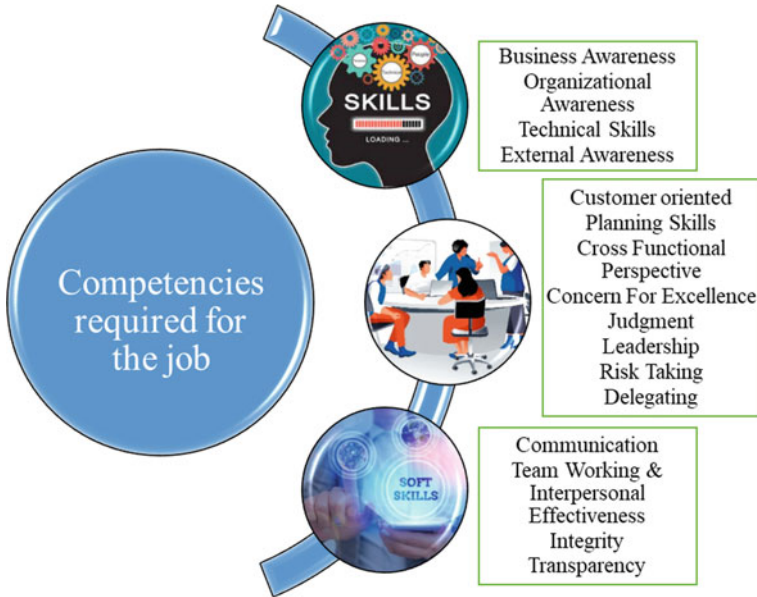 Competencies
required for
the job
People
Technical
SKILLS
LOADING ...
Business Awareness
Organizational
Awareness
Technical Skills
External Awareness
Customer oriented
Planning Skills
Cross Functional
Perspective
Concern For Excellence
Judgment
Leadership
Risk Taking
Delegating
SOFT
SKILLS
Communication
Team Working &
Interpersonal
Effectiveness
Integrity
Transparency